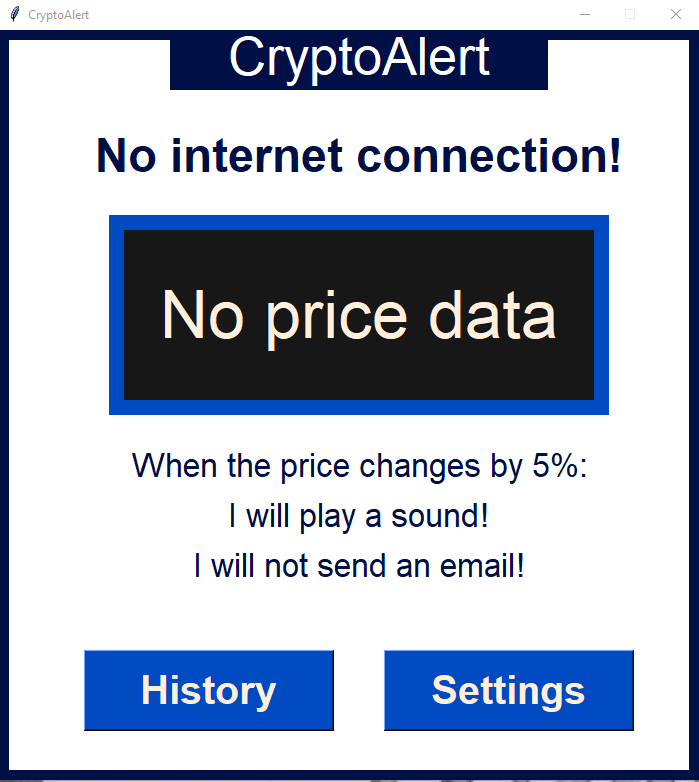 CryptoAlert
CryptoAlert
No internet connection!
No price data
When the price changes by 5%:
I will play a sound!
I will not send an email!
History
Settings